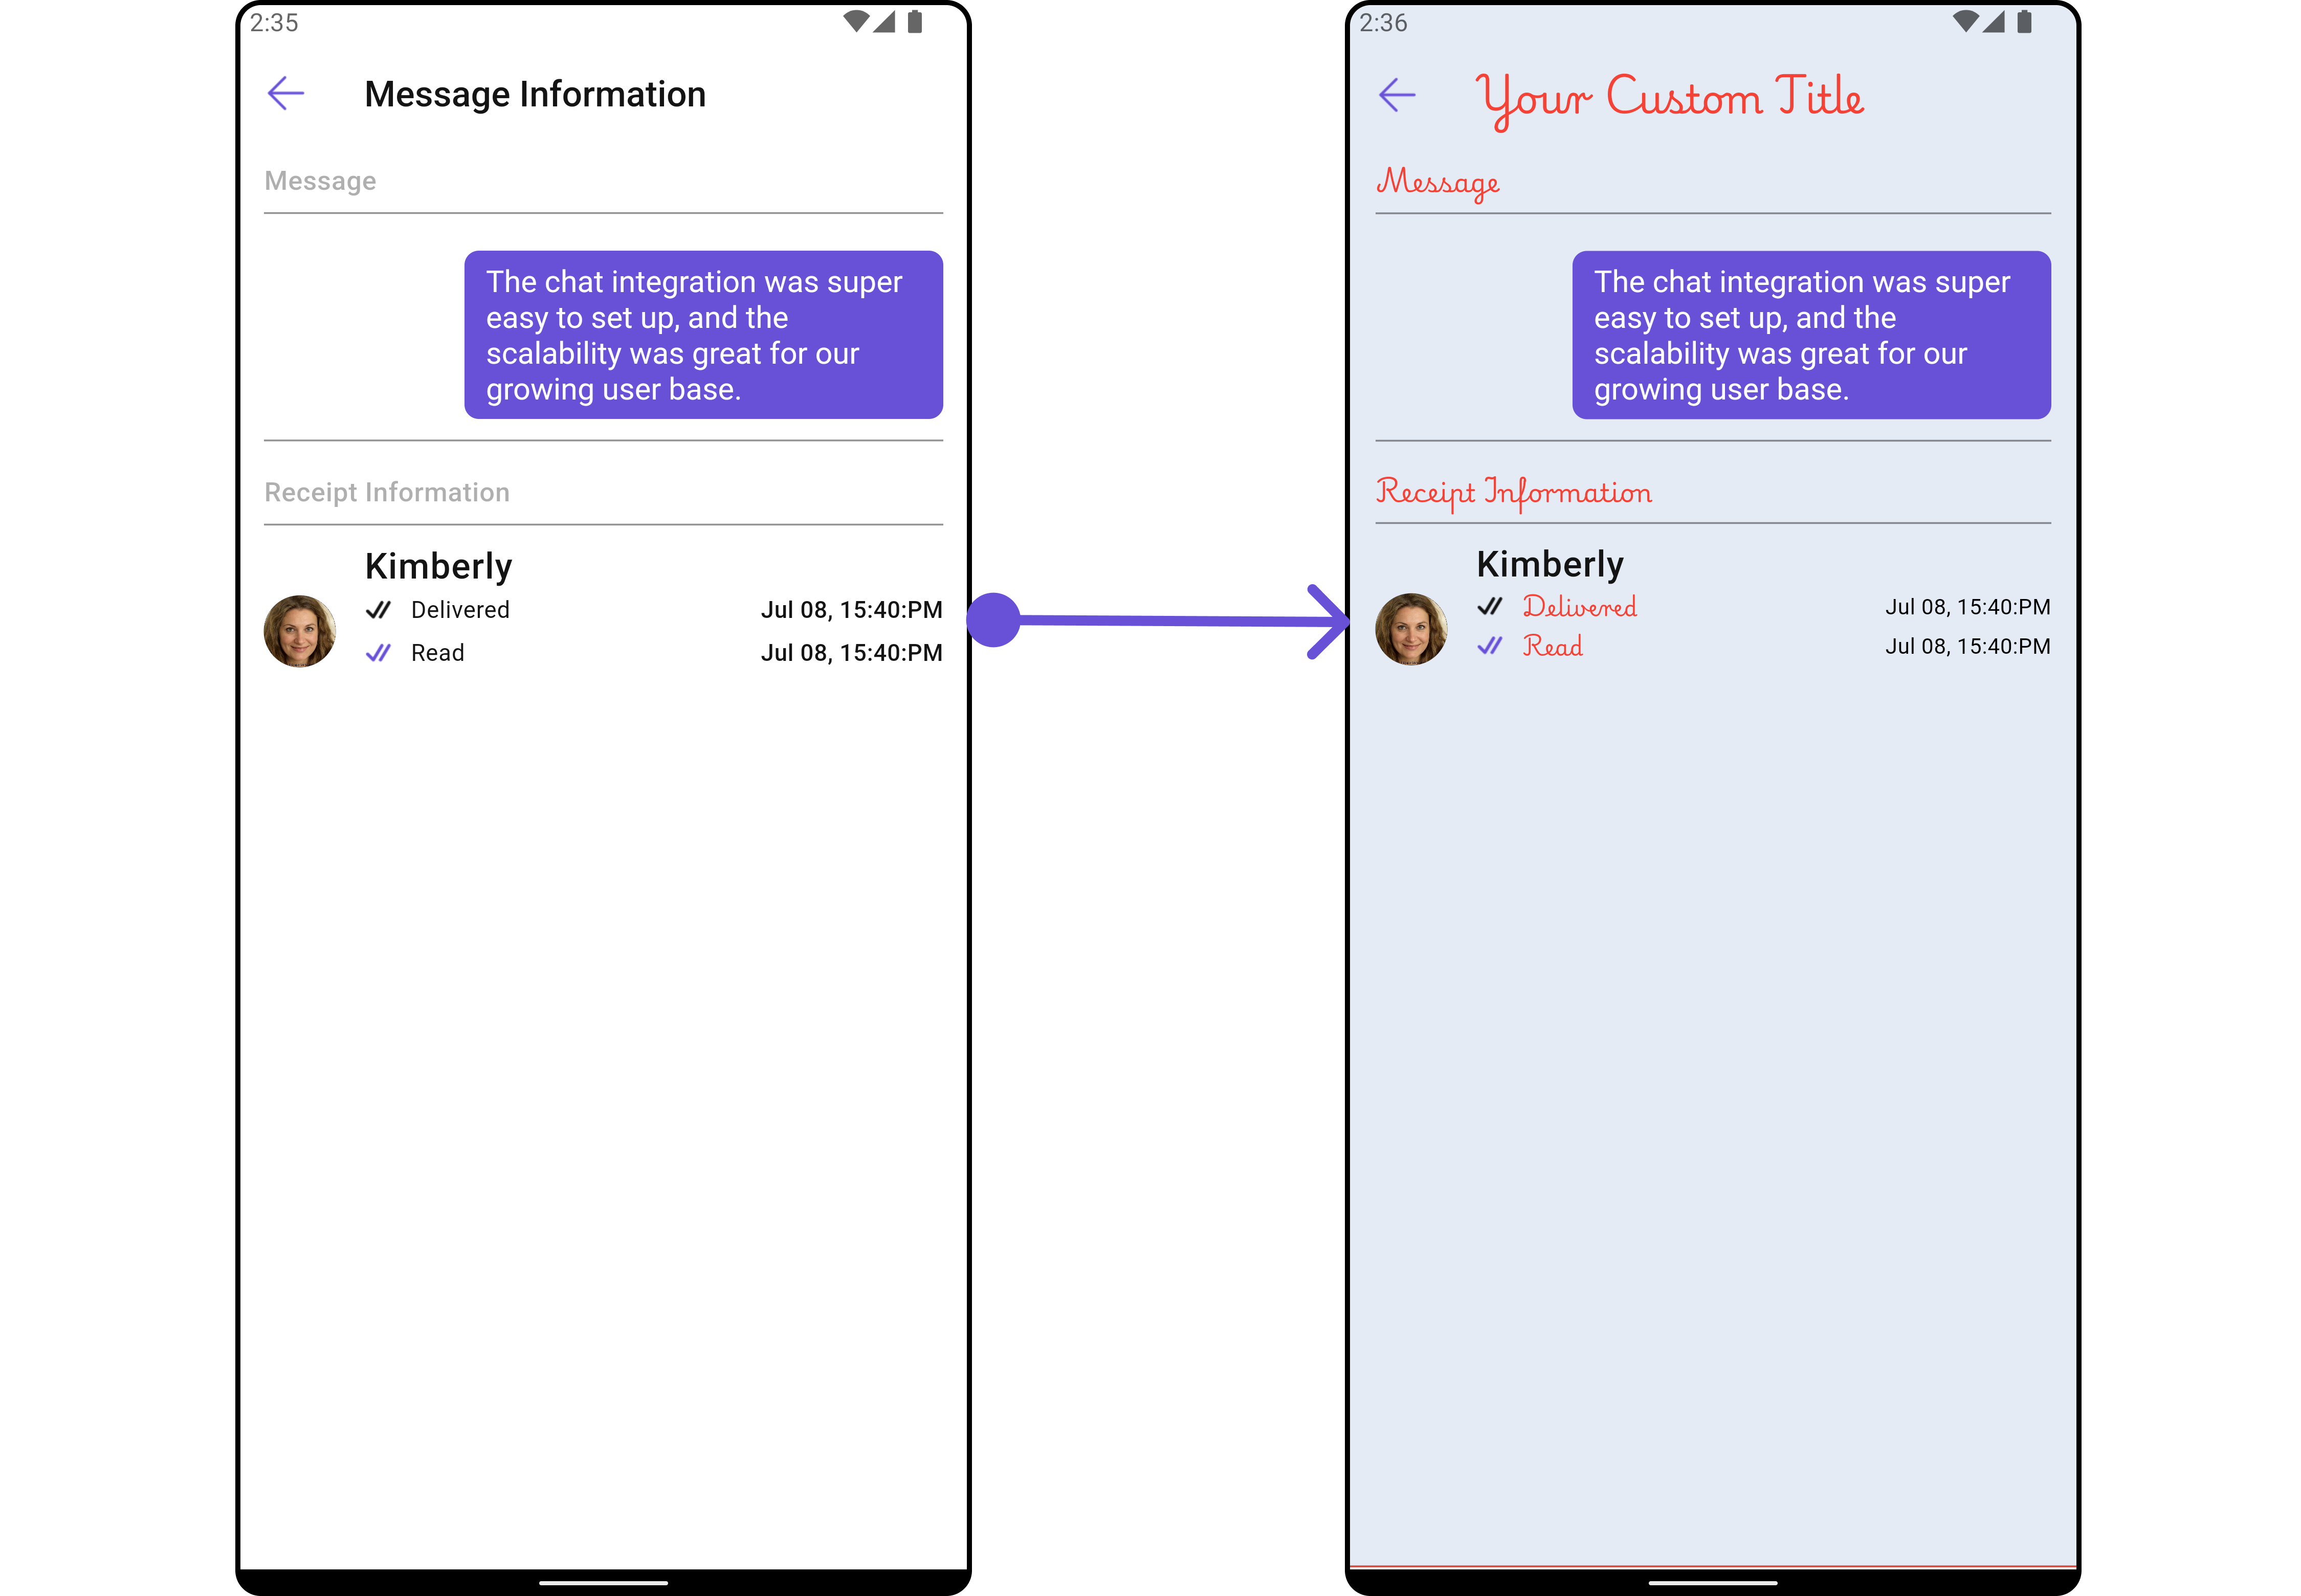 2:35
Message Information
Message
The chat integration was super
easy to set up, and the
scalability was great for our
growing user base.
Receipt Information
Kimberly
Delivered Jul 08, 15:40:PM
Read Jul 08, 15:40:PM
2:36
Your Custom Title
Message
The chat integration was super
easy to set up, and the
scalability was great for our
growing user base.
Receipt Information
Kimberly
Delivered Jul 08, 15:40:PM
Read Jul 08, 15:40:PM